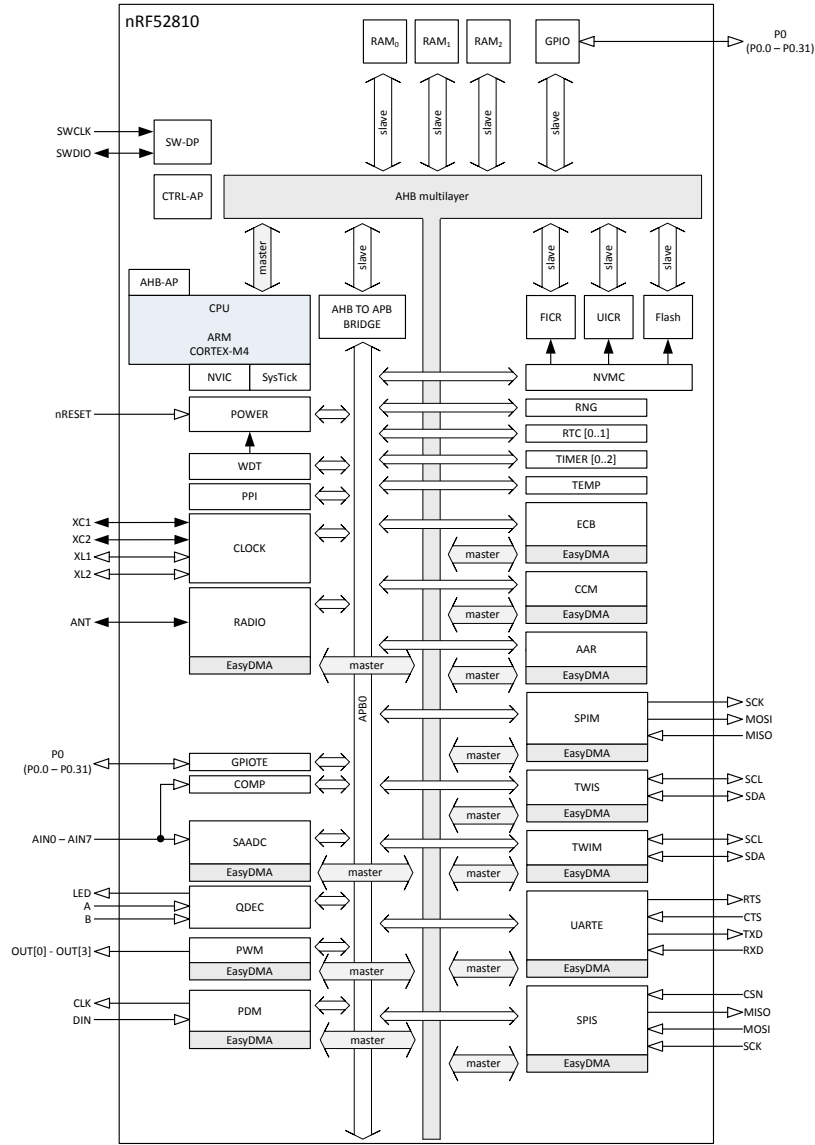 nRF52810
RAM0
RAM1
RAM2
GPIO
P0
(P0.0 – P0.31)
slave
slave
slave
slave
SWCLK
SWDIO
SW-DP
CTRL-AP
AHB multilayer
master
slave
slave
slave
slave
AHB-AP
CPU
ARM
CORTEX-M4
NVIC
SysTick
AHB TO APB
BRIDGE
FICR
UICR
Flash
NVMC
nRESET
POWER
RNG
RTC [0..1]
WDT
TIMER [0..2]
PPI
TEMP
XC1
XC2
XL1
XL2
CLOCK
ECB
master
EasyDMA
CCM
master
EasyDMA
ANT
RADIO
EasyDMA
master
AAR
master
EasyDMA
APB0
SPIM
master
EasyDMA
SCK
MOSI
MISO
P0
(P0.0 – P0.31)
GPIOTE
COMP
TWIS
master
EasyDMA
SCL
SDA
AIN0 – AIN7
SAADC
EasyDMA
master
TWIM
master
EasyDMA
SCL
SDA
LED
A
B
QDEC
UARTE
master
EasyDMA
RTS
CTS
TXD
RXD
OUT[0] - OUT[3]
PWM
EasyDMA
master
CLK
DIN
PDM
EasyDMA
master
SPIS
master
EasyDMA
CSN
MISO
MOSI
SCK